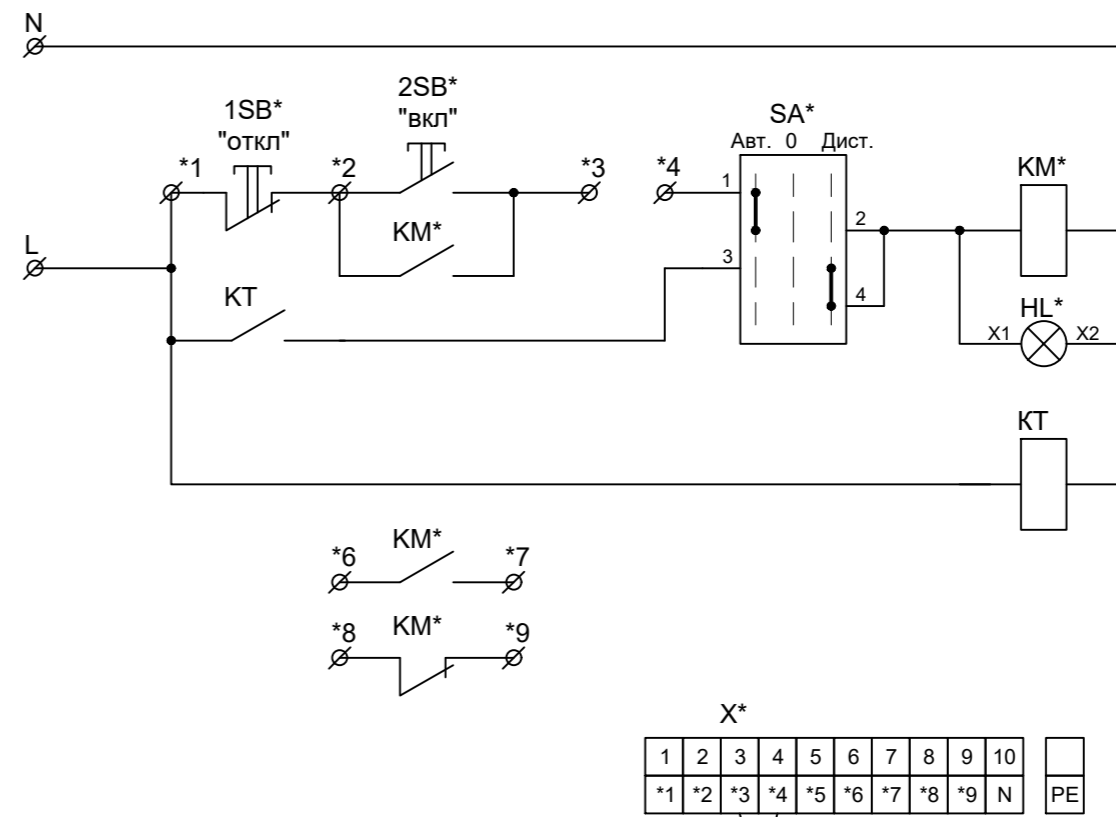 N
1SB*
"откл"
2SB*
"вкл"
SA*
Авт. 0 Дист.
*1
*2
*3
*4
1
KM*
KM*
2
L
3
KT
4
HL*
X1
X2
KT
*6
KM*
*7
*8
KM*
*9
X*
1 2 3 4 5 6 7 8 9 10
*1 *2 *3 *4 *5 *6 *7 *8 *9 N PE